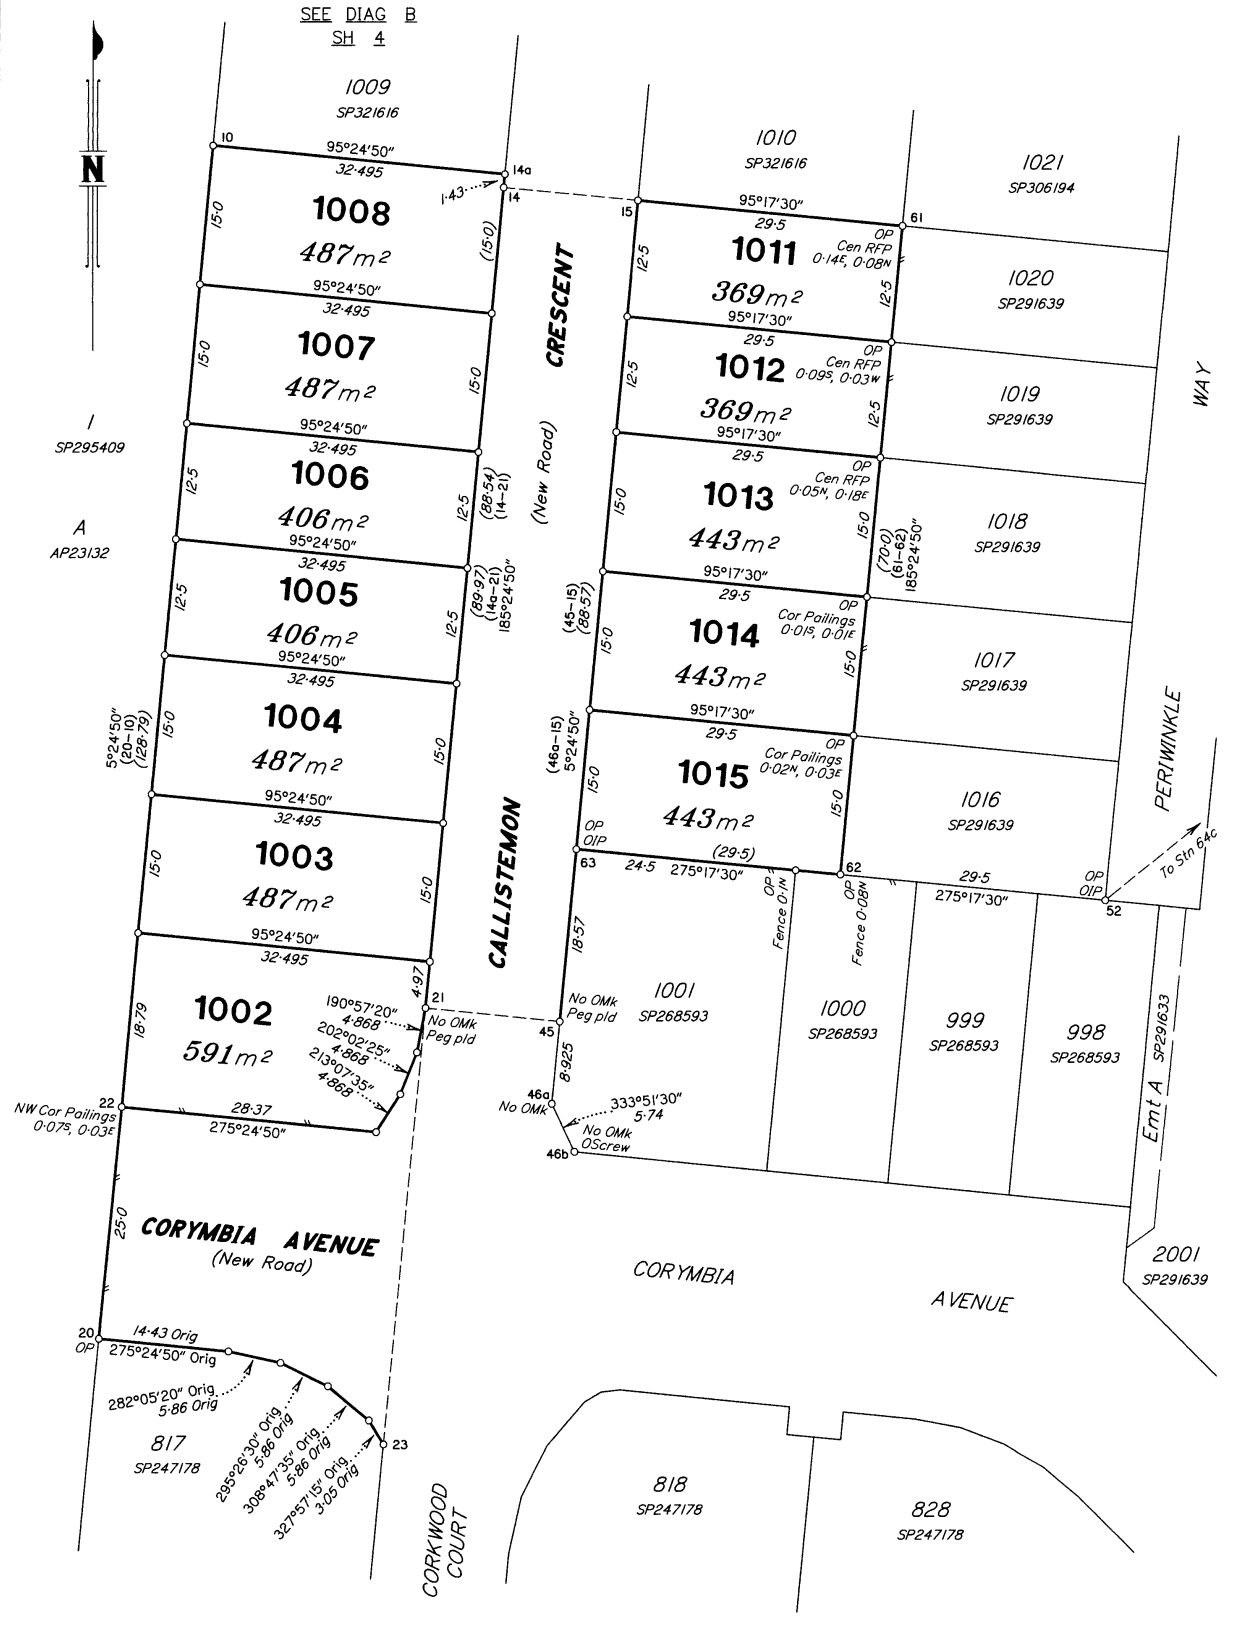 SEE DIAG B
SH 4
N
1009
SP321616
1010
SP321616
1021
SP306194
10
95°24'50"
32·495
14a
1·43
14
15
95°17'30"
29·5
61
15·0
1008
487m²
(15·0)
95°24'50"
32·495
12·5
1011
369m²
OP
Cen RFP
0·14E, 0·08N
12·5
95°17'30"
29·5
1020
SP291639
15·0
1007
487m²
15·0
95°24'50"
32·495
12·5
1012
369m²
OP
Cen RFP
0·09S, 0·03W
12·5
95°17'30"
29·5
1019
SP291639
WAY
CRESCENT
(New Road)
1
SP295409
A
AP23132
12·5
1006
406m²
12·5
(88·54)
(14-21)
95°24'50"
32·495
15·0
1013
443m²
OP
Cen RFP
0·05N, 0·18E
15·0
(70·0)
(61-62)
185°24'50"
95°17'30"
29·5
1018
SP291639
12·5
1005
406m²
12·5
(89·97)
(14a-21)
185°24'50"
95°24'50"
32·495
(45-15)
(88·57)
15·0
1014
443m²
OP
Cor Pailings
0·01S, 0·01E
15·0
95°17'30"
29·5
1017
SP291639
5°24'50"
(20-10)
(128·79)
15·0
1004
487m²
15·0
95°24'50"
32·495
(46a-15)
5°24'50"
15·0
1015
443m²
OP
Cor Pailings
0·02N, 0·03E
15·0
OP
OIP
63
(29·5)
24·5 275°17'30"
62
1016
SP291639
PERIWINKLE
To Stn 64c
OP
OIP
29·5
275°17'30"
52
15·0
1003
487m²
15·0
95°24'50"
32·495
CALLISTEMON
OP
Fence 0·1N
OP
Fence 0·08N
18·57
4·97
21
No OMk
Peg pld
45
No OMk
Peg pld
1001
SP268593
1000
SP268593
999
SP268593
998
SP268593
Emt A SP291633
18·79
1002
591m²
190°57'20"
4·868
202°02'25"
4·868
213°07'35"
4·868
8·925
46a
No OMk
333°51'30"
5·74
No OMk
OScrew
46b
22
NW Cor Pailings
0·07S, 0·03E
28·37
275°24'50"
25·0
CORYMBIA AVENUE
(New Road)
CORYMBIA AVENUE
2001
SP291639
20
OP
14·43 Orig
275°24'50" Orig
282°05'20" Orig
5·86 Orig
295°26'30" Orig
5·86 Orig
308°47'35" Orig
5·86 Orig
327°57'15" Orig
3·05 Orig
23
817
SP247178
CORKWOOD
COURT
818
SP247178
828
SP247178